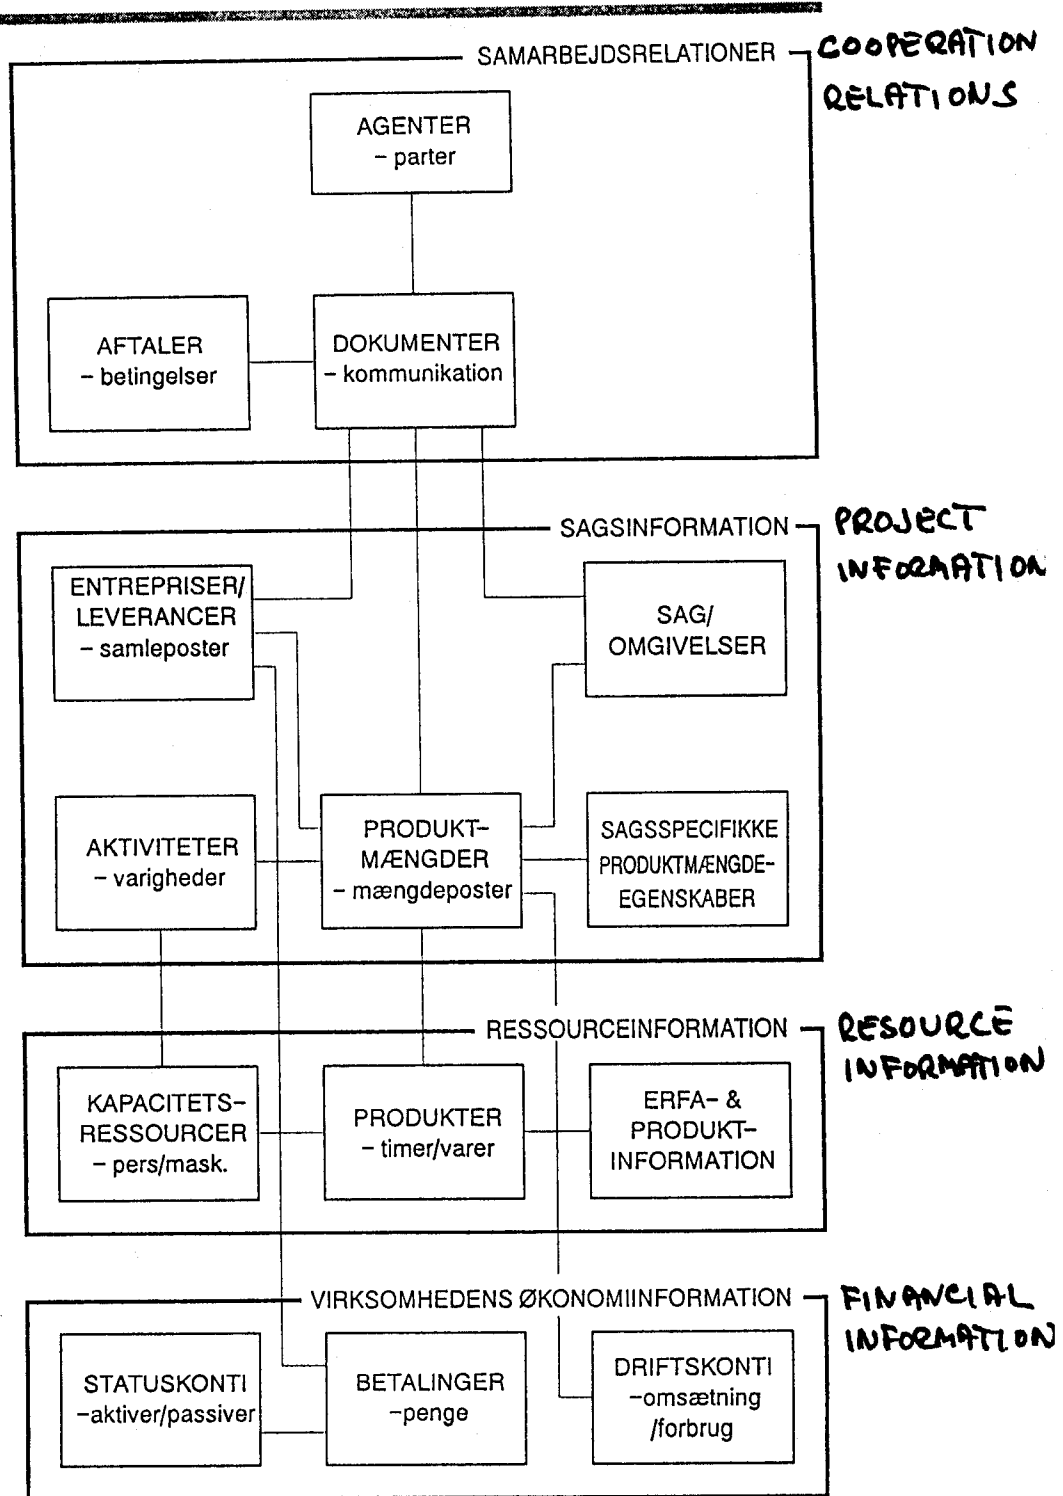 SAMARBEJDSRELATIONER
COOPERATION
RELATIONS
AGENTER
– parter
AFTALER
– betingelser
DOKUMENTER
– kommunikation
SAGSINFORMATION
PROJECT
INFORMATION
ENTREPRISER/
LEVERANCER
– samleposter
SAG/
OMGIVELSER
AKTIVITETER
– varigheder
PRODUKT–
MÆNGDER
– mængdeposter
SAGSSPECIFIKKE
PRODUKTMÆNGDE–
EGENSKABER
RESSOURCEINFORMATION
RESOURCE
INFORMATION
KAPACITETS–
RESSOURCER
– pers/mask.
PRODUKTER
– timer/varer
ERFA– &
PRODUKT–
INFORMATION
VIRKSOMHEDENS ØKONOMIINFORMATION
FINANCIAL
INFORMATION
STATUSKONTI
–aktiver/passiver
BETALINGER
–penge
DRIFTSKONTI
–omsætning
/forbrug